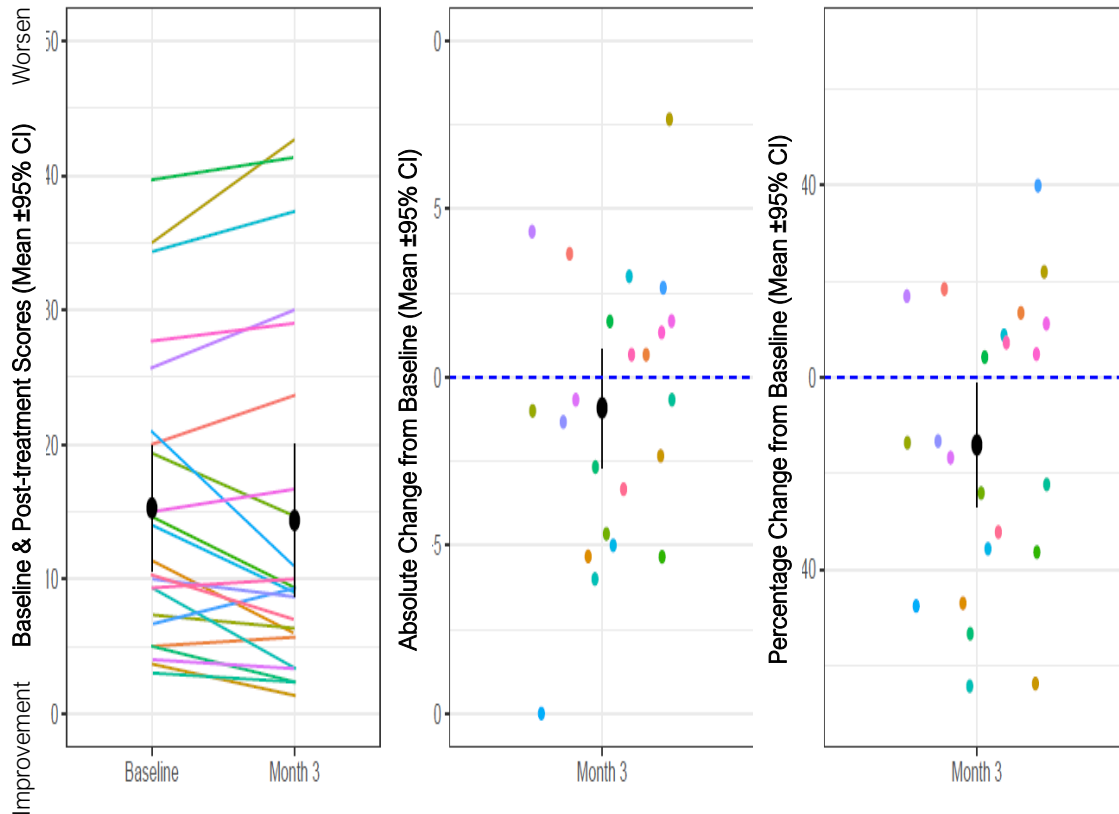 Worsen
Baseline & Post-treatment Scores (Mean ±95% CI)
Improvement
40
30
20
10
0
Baseline
Month 3
Absolute Change from Baseline (Mean ±95% CI)
0
5
0
5
0
Month 3
Percentage Change from Baseline (Mean ±95% CI)
40
0
40
Month 3